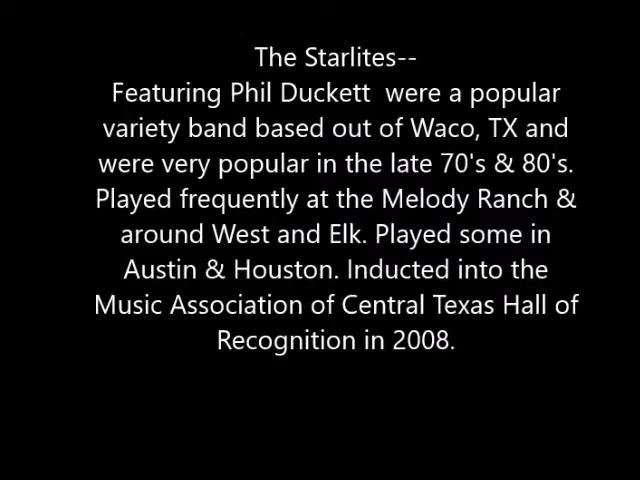 The Starlites--
Featuring Phil Duckett  were a popular
variety band based out of Waco, TX and
were very popular in the late 70's & 80's.
Played frequently at the Melody Ranch &
around West and Elk. Played some in
Austin & Houston. Inducted into the
Music Association of Central Texas Hall of
Recognition in 2008.